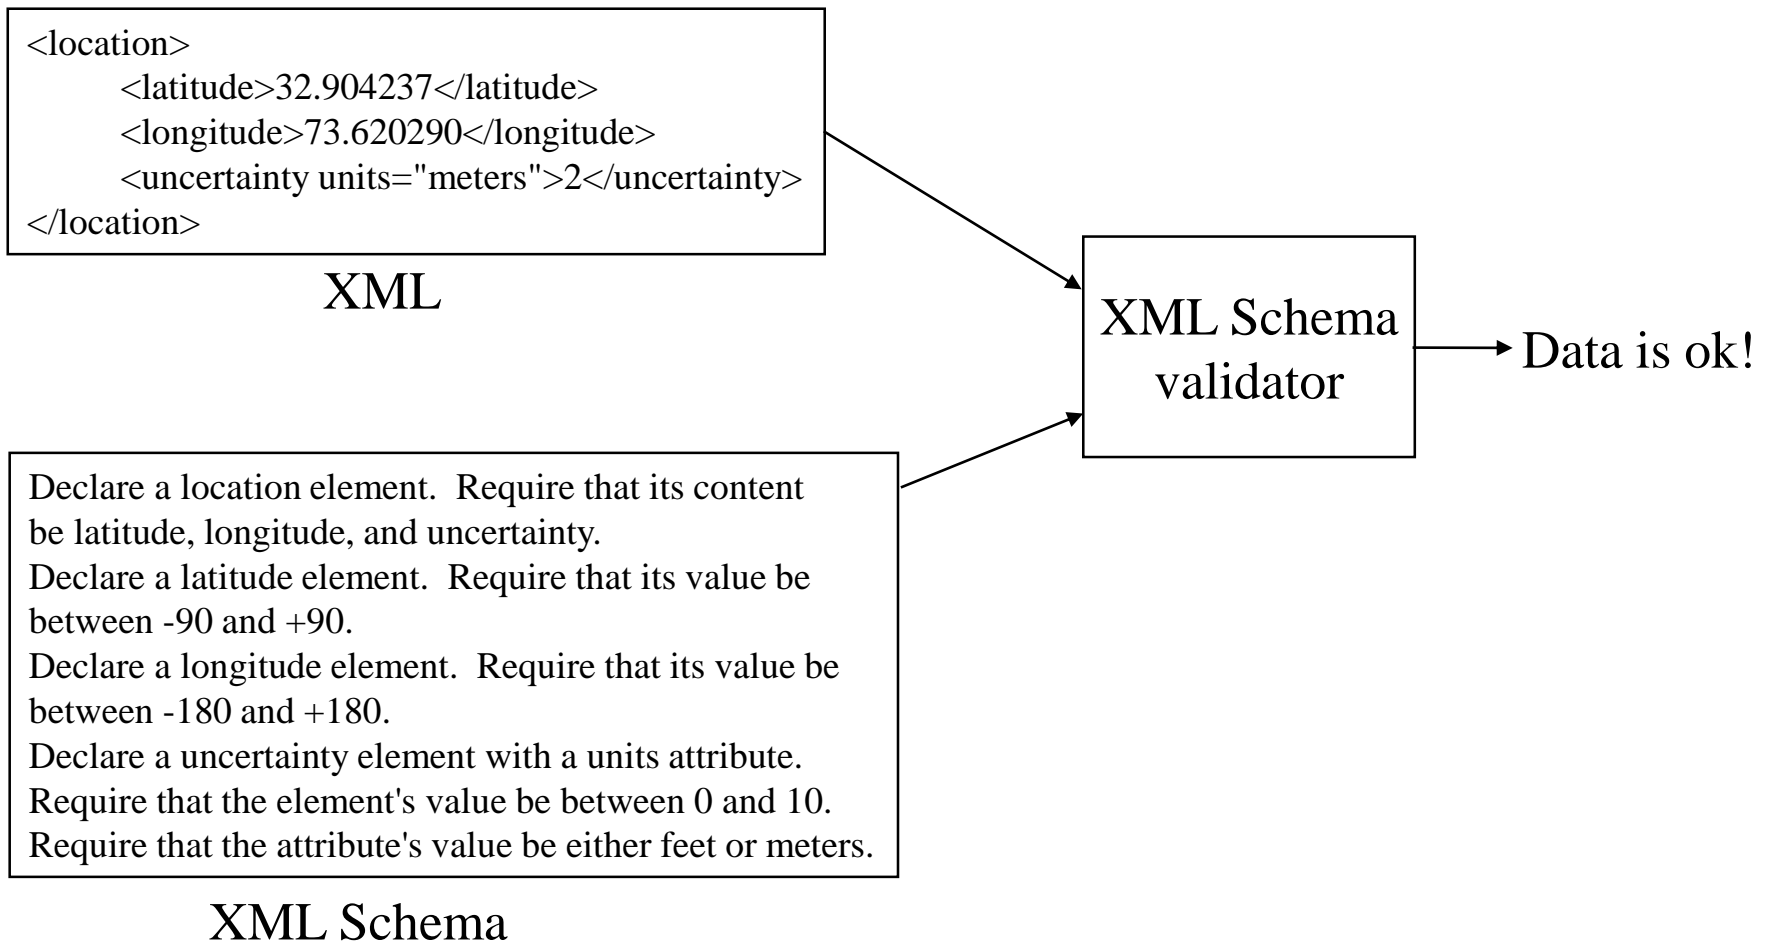 <location>
<latitude>32.904237</latitude>
<longitude>73.620290</longitude>
<uncertainty units="meters">2</uncertainty>
</location>
XML
XML Schema
validator
Data is ok!
Declare a location element.  Require that its content
be latitude, longitude, and uncertainty.
Declare a latitude element.  Require that its value be
between -90 and +90.
Declare a longitude element.  Require that its value be
between -180 and +180.
Declare a uncertainty element with a units attribute.
Require that the element's value be between 0 and 10.
Require that the attribute's value be either feet or meters.
XML Schema